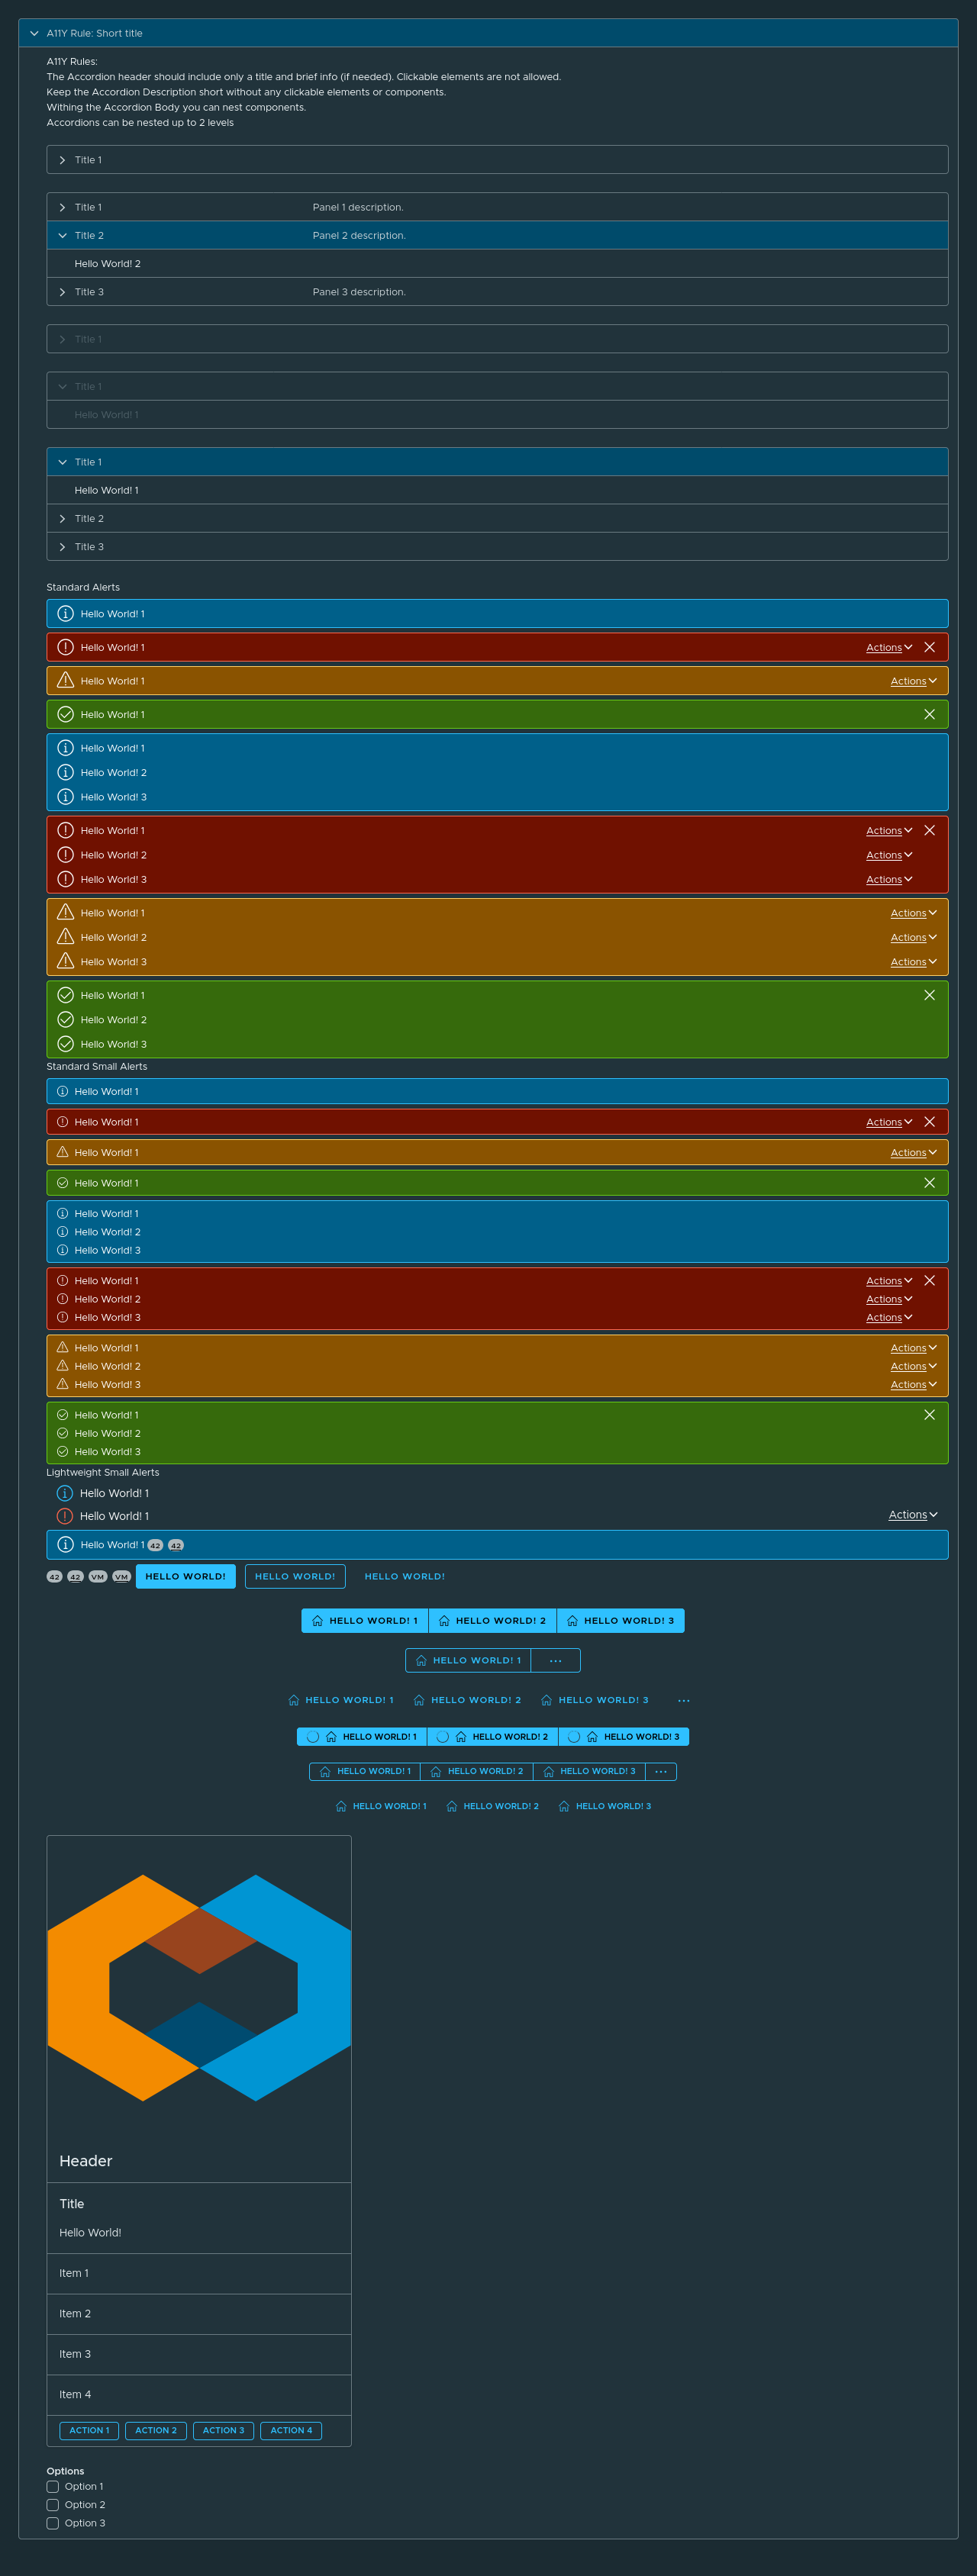 A11Y Rule: Short title
A11Y Rules:
The Accordion header should include only a title and brief info (if needed). Clickable elements are not allowed.
Keep the Accordion Description short without any clickable elements or components.
Withing the Accordion Body you can nest components.
Accordions can be nested up to 2 levels
Title 1
Title 1 Panel 1 description.
Title 2 Panel 2 description.
Hello World! 2
Title 3 Panel 3 description.
Title 1
Title 1
Hello World! 1
Title 1
Hello World! 1
Title 2
Title 3
Standard Alerts
Hello World! 1
Hello World! 1 Actions
Hello World! 1 Actions
Hello World! 1
Hello World! 1
Hello World! 2
Hello World! 3
Hello World! 1 Actions
Hello World! 2 Actions
Hello World! 3 Actions
Hello World! 1 Actions
Hello World! 2 Actions
Hello World! 3 Actions
Hello World! 1
Hello World! 2
Hello World! 3
Standard Small Alerts
Hello World! 1
Hello World! 1 Actions
Hello World! 1 Actions
Hello World! 1
Hello World! 1
Hello World! 2
Hello World! 3
Hello World! 1 Actions
Hello World! 2 Actions
Hello World! 3 Actions
Hello World! 1 Actions
Hello World! 2 Actions
Hello World! 3 Actions
Hello World! 1
Hello World! 2
Hello World! 3
Lightweight Small Alerts
Hello World! 1
Hello World! 1 Actions
Hello World! 1 42 42
42 42 VM VM HELLO WORLD! HELLO WORLD! HELLO WORLD!
HELLO WORLD! 1 HELLO WORLD! 2 HELLO WORLD! 3
HELLO WORLD! 1 ...
HELLO WORLD! 1 HELLO WORLD! 2 HELLO WORLD! 3 ...
HELLO WORLD! 1 HELLO WORLD! 2 HELLO WORLD! 3
HELLO WORLD! 1 HELLO WORLD! 2 HELLO WORLD! 3 ...
HELLO WORLD! 1 HELLO WORLD! 2 HELLO WORLD! 3
Header
Title
Hello World!
Item 1
Item 2
Item 3
Item 4
ACTION 1 ACTION 2 ACTION 3 ACTION 4
Options
Option 1
Option 2
Option 3